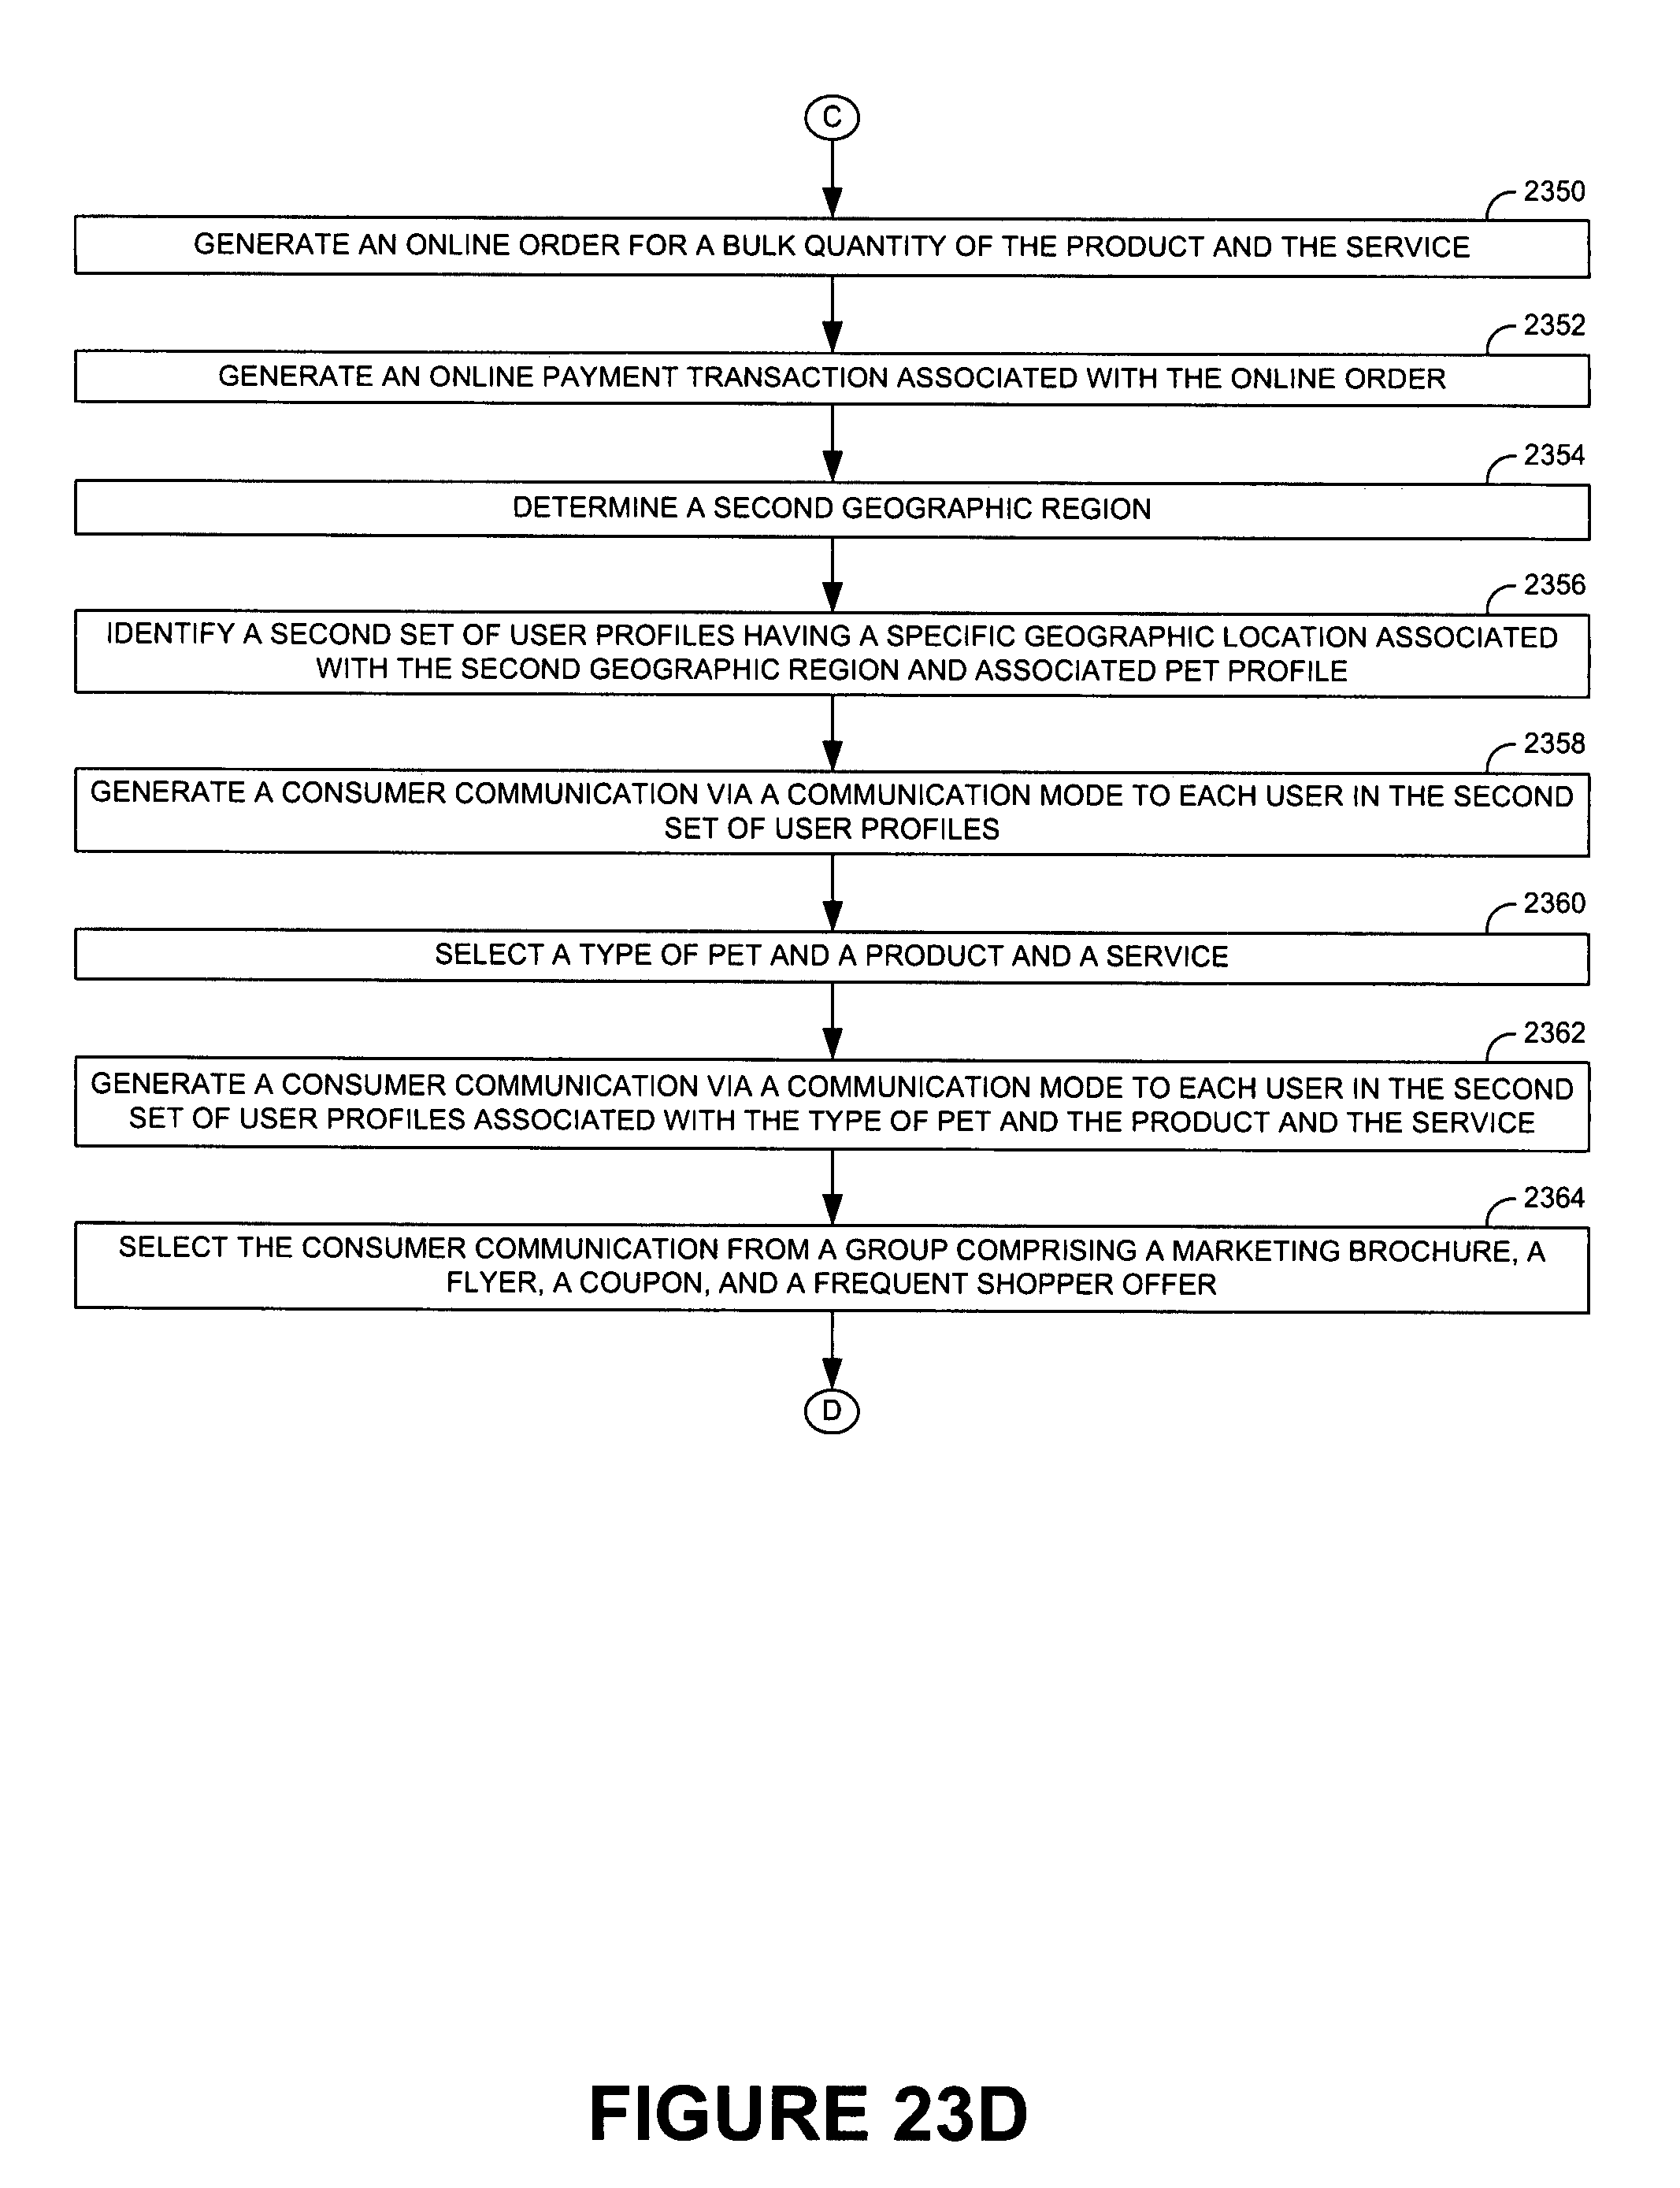 C
2350
GENERATE AN ONLINE ORDER FOR A BULK QUANTITY OF THE PRODUCT AND THE SERVICE
2352
GENERATE AN ONLINE PAYMENT TRANSACTION ASSOCIATED WITH THE ONLINE ORDER
2354
DETERMINE A SECOND GEOGRAPHIC REGION
2356
IDENTIFY A SECOND SET OF USER PROFILES HAVING A SPECIFIC GEOGRAPHIC LOCATION ASSOCIATED
WITH THE SECOND GEOGRAPHIC REGION AND ASSOCIATED PET PROFILE
2358
GENERATE A CONSUMER COMMUNICATION VIA A COMMUNICATION MODE TO EACH USER IN THE SECOND
SET OF USER PROFILES
2360
SELECT A TYPE OF PET AND A PRODUCT AND A SERVICE
2362
GENERATE A CONSUMER COMMUNICATION VIA A COMMUNICATION MODE TO EACH USER IN THE SECOND
SET OF USER PROFILES ASSOCIATED WITH THE TYPE OF PET AND THE PRODUCT AND THE SERVICE
2364
SELECT THE CONSUMER COMMUNICATION FROM A GROUP COMPRISING A MARKETING BROCHURE, A
FLYER, A COUPON, AND A FREQUENT SHOPPER OFFER
D
FIGURE 23D